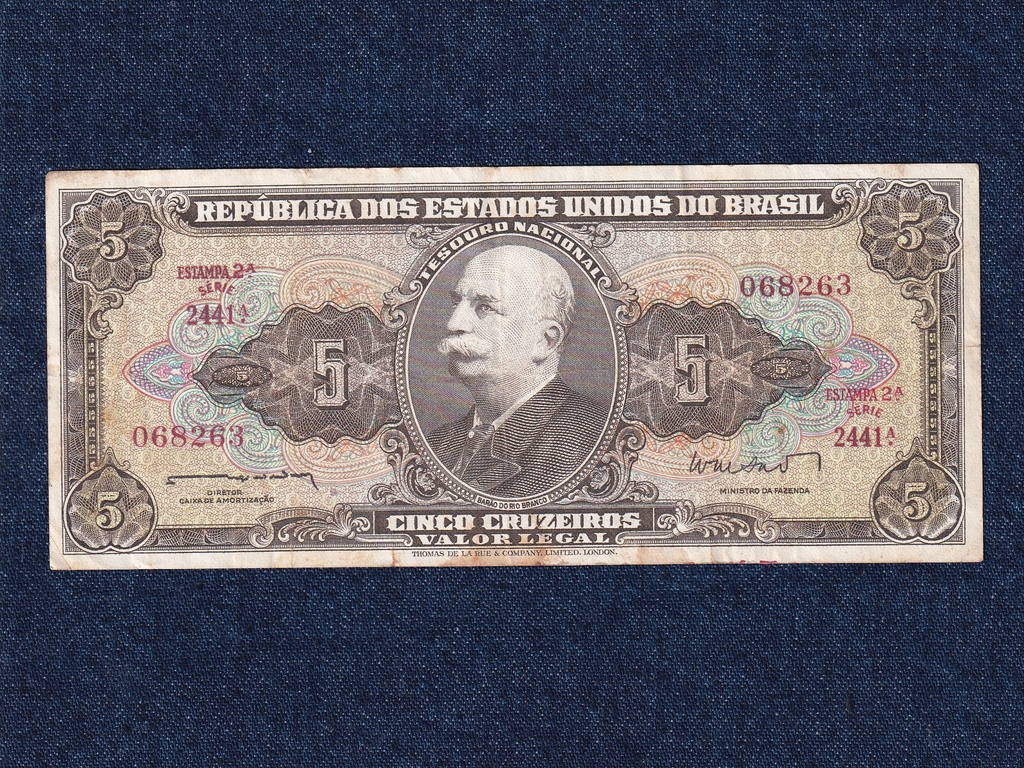 REPÚBLICA DOS ESTADOS UNIDOS DO BRASIL
TESOURO NACIONAL
5
5
ESTAMPA 2ª
SÉRIE
2441ª
068263
5
5
5
5
068263
ESTAMPA 2ª
SÉRIE
2441ª
DIRETOR
CAIXA DE AMORTIZAÇÃO
MINISTRO DA FAZENDA
BARÃO DO RIO BRANCO
5
5
CINCO CRUZEIROS
VALOR LEGAL
THOMAS DE LA RUE & COMPANY, LIMITED. LONDON.